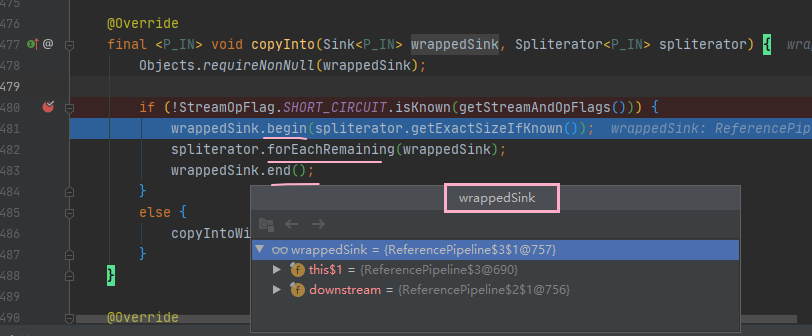 475
476 @Override
477 @ final <P_IN> void copyInto(Sink<P_IN> wrappedSink, Spliterator<P_IN> spliterator) { wra
478 Objects.requireNonNull(wrappedSink);
479
480 if (!StreamOpFlag.SHORT_CIRCUIT.isKnown(getStreamAndOpFlags())) {
481 wrappedSink.begin(spliterator.getExactSizeIfKnown()); wrappedSink: ReferencePip
482 spliterator.forEachRemaining(wrappedSink);
483 wrappedSink.end();
484 }
485 else {
486 copyIntoWi
487 }
488 }
489
490 @Override
wrappedSink
wrappedSink = {ReferencePipeline$3$1@757}
f this$1 = {ReferencePipeline$3@690}
f downstream = {ReferencePipeline$2$1@756}